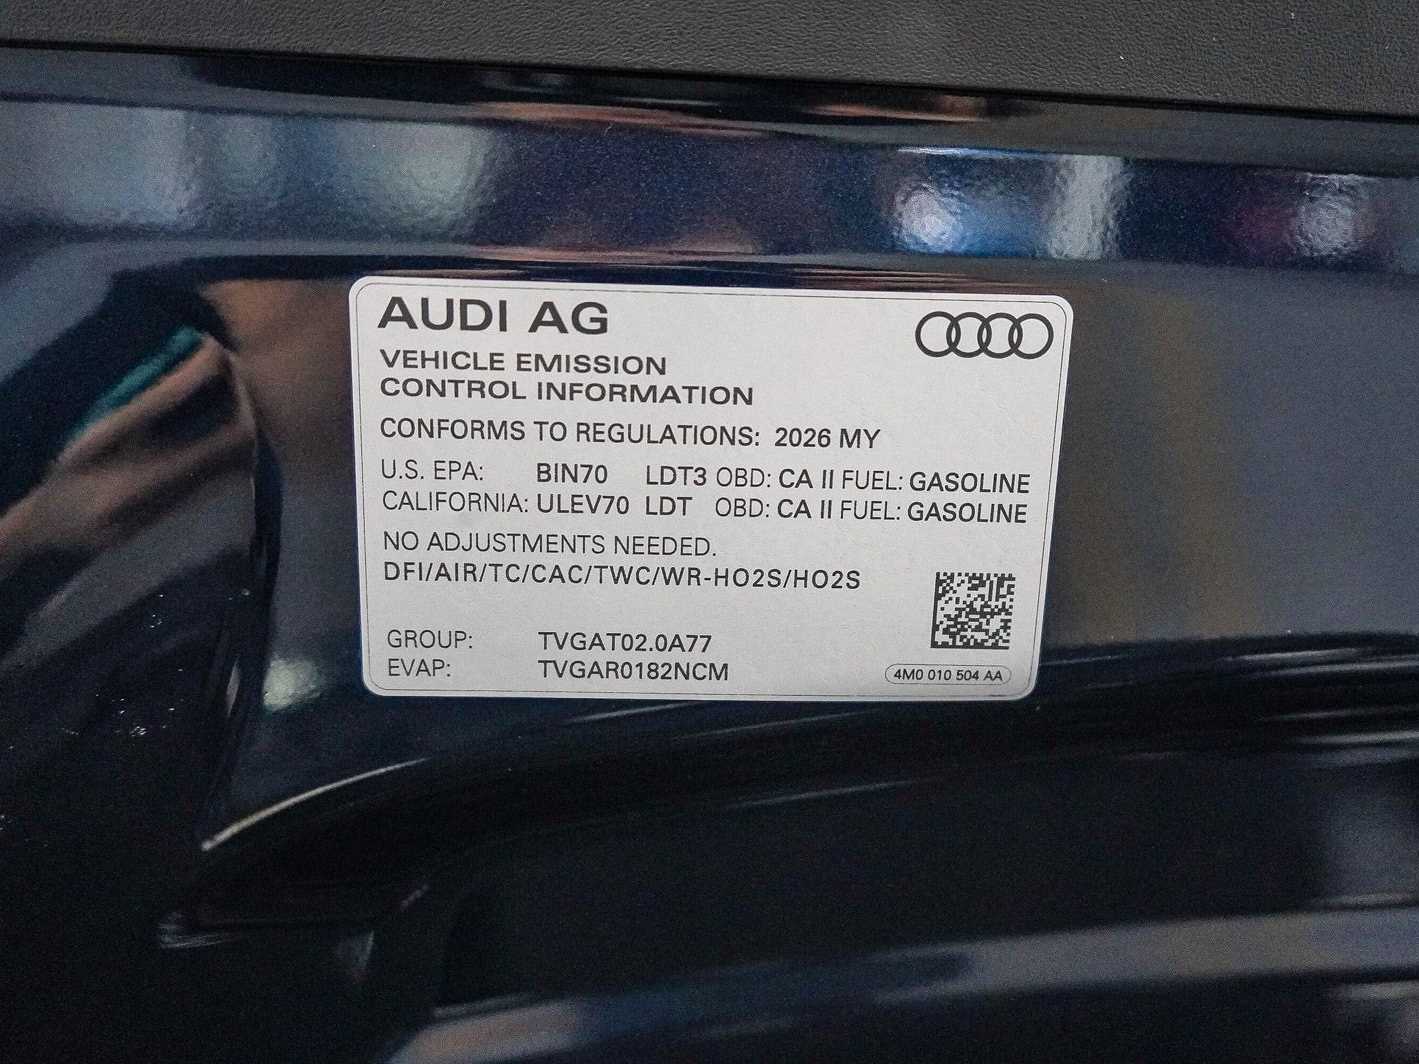 AUDI AG
VEHICLE EMISSION
CONTROL INFORMATION
CONFORMS TO REGULATIONS: 2026 MY
U.S. EPA: BIN70 LDT3 OBD: CA II FUEL: GASOLINE
CALIFORNIA: ULEV70 LDT OBD: CA II FUEL: GASOLINE
NO ADJUSTMENTS NEEDED.
DFI/AIR/TC/CAC/TWC/WR-HO2S/HO2S
GROUP: TVGAT02.0A77
EVAP: TVGAR0182NCM
4M0 010 504 AA